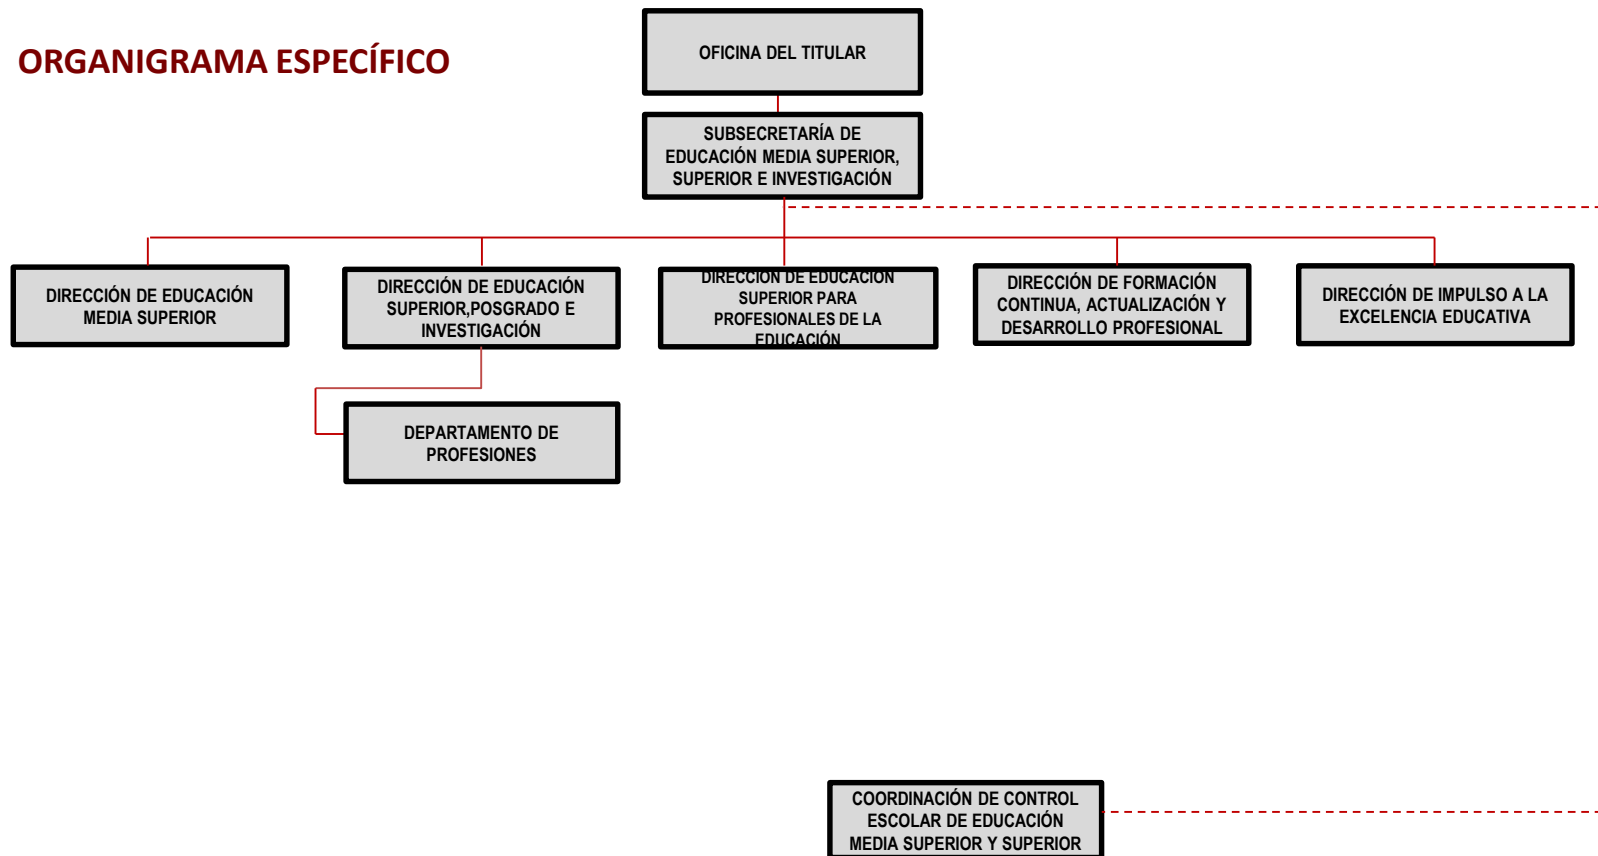 ORGANIGRAMA ESPECÍFICO
OFICINA DEL TITULAR
SUBSECRETARÍA DE
EDUCACIÓN MEDIA SUPERIOR,
SUPERIOR E INVESTIGACIÓN
DIRECCIÓN DE EDUCACIÓN
MEDIA SUPERIOR
DIRECCIÓN DE EDUCACIÓN
SUPERIOR,POSGRADO E
INVESTIGACIÓN
DIRECCIÓN DE EDUCACIÓN
SUPERIOR PARA
PROFESIONALES DE LA
EDUCACIÓN
DIRECCIÓN DE FORMACIÓN
CONTINUA, ACTUALIZACIÓN Y
DESARROLLO PROFESIONAL
DIRECCIÓN DE IMPULSO A LA
EXCELENCIA EDUCATIVA
DEPARTAMENTO DE
PROFESIONES
COORDINACIÓN DE CONTROL
ESCOLAR DE EDUCACIÓN
MEDIA SUPERIOR Y SUPERIOR